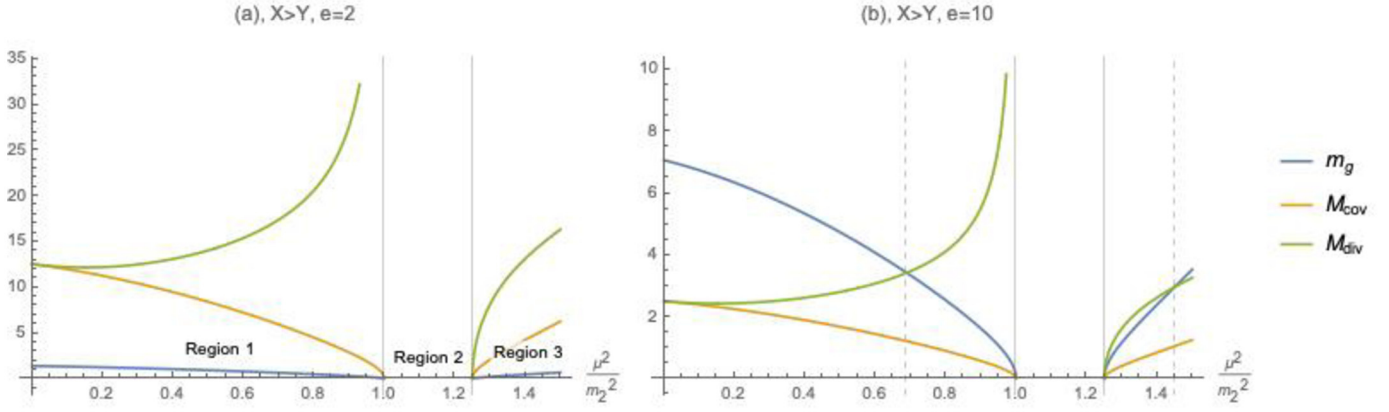 (a), X>Y, e=2
35
30
25
20
15
10
5
Region 1
Region 2
Region 3
0.2 0.4 0.6 0.8 1.0 1.2 1.4
μ²
m₂²
(b), X>Y, e=10
10
8
6
4
2
0.2 0.4 0.6 0.8 1.0 1.2 1.4
μ²
m₂²
m_g
M_cov
M_div